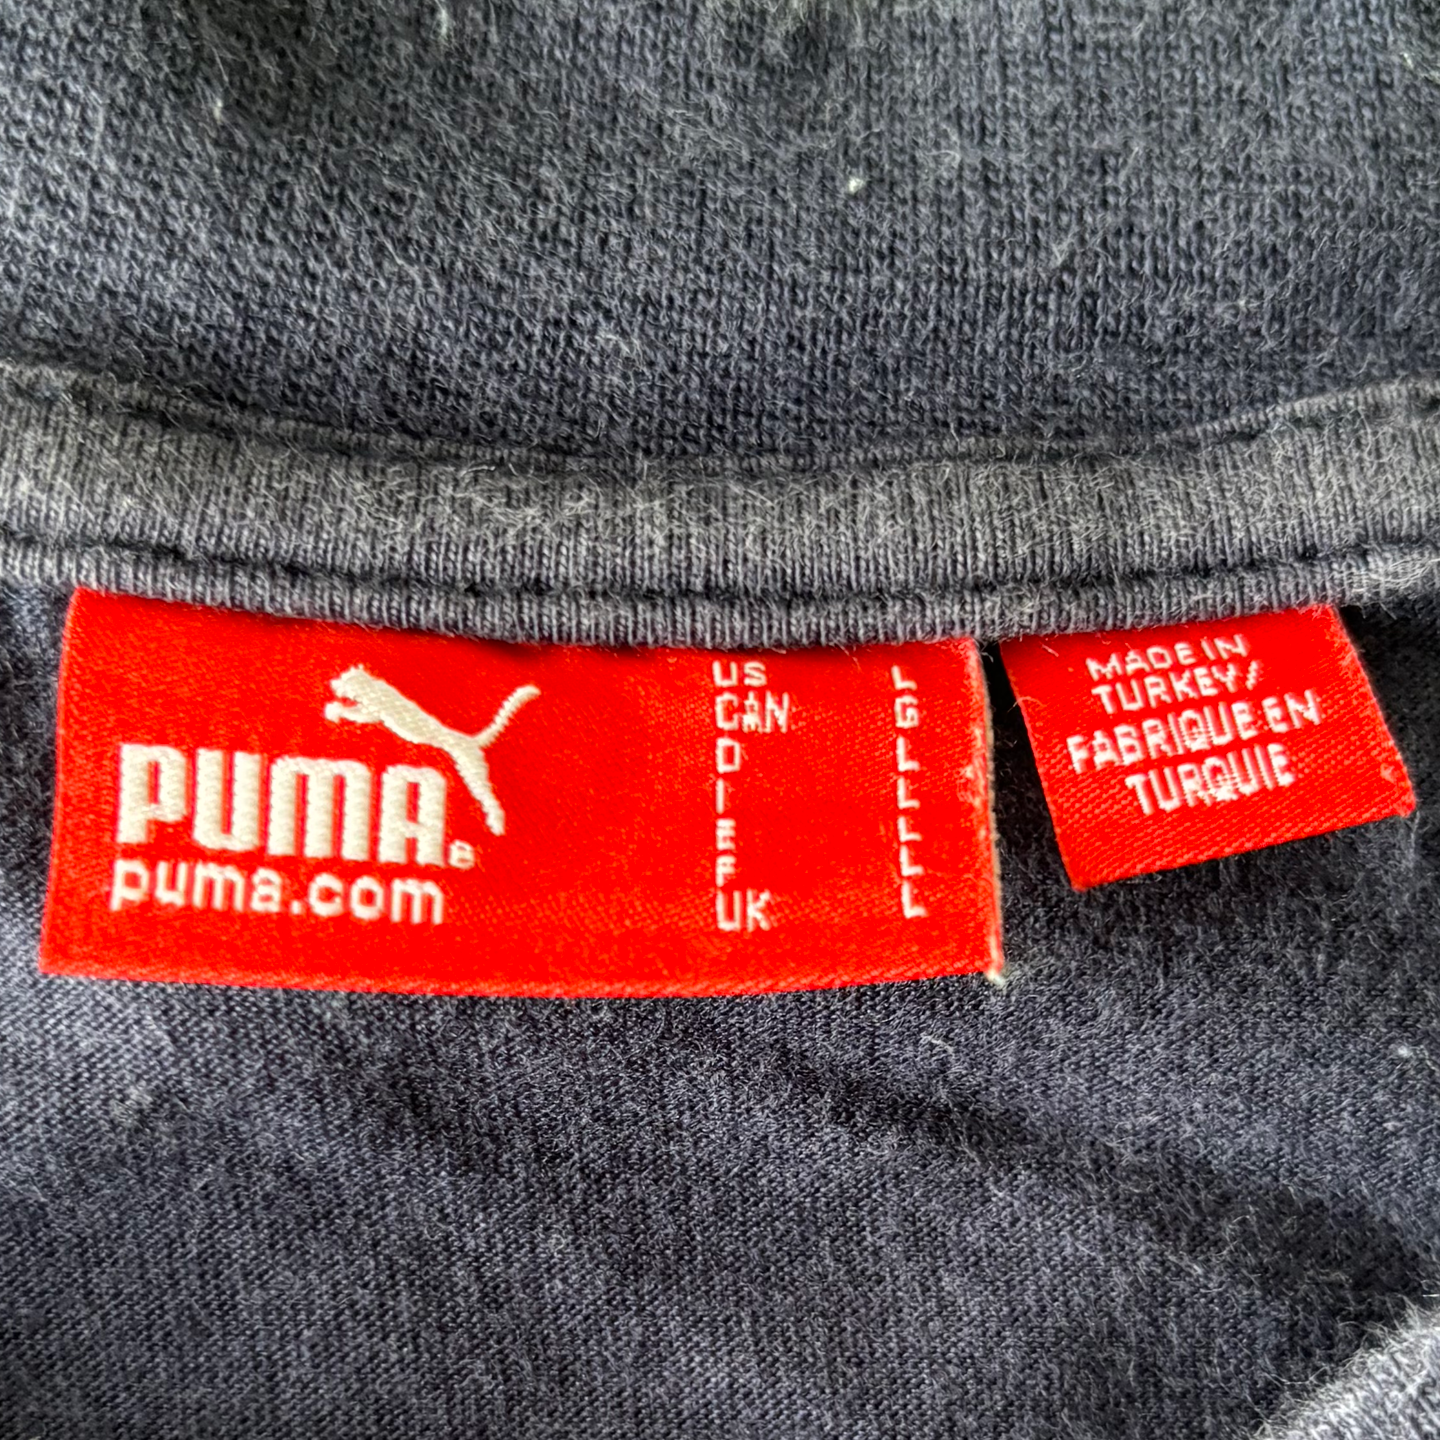 PUMA®
puma.com
US L
CAN G
D L
I L
E L
F L
UK L
MADE IN
TURKEY/
FABRIQUE EN
TURQUIE